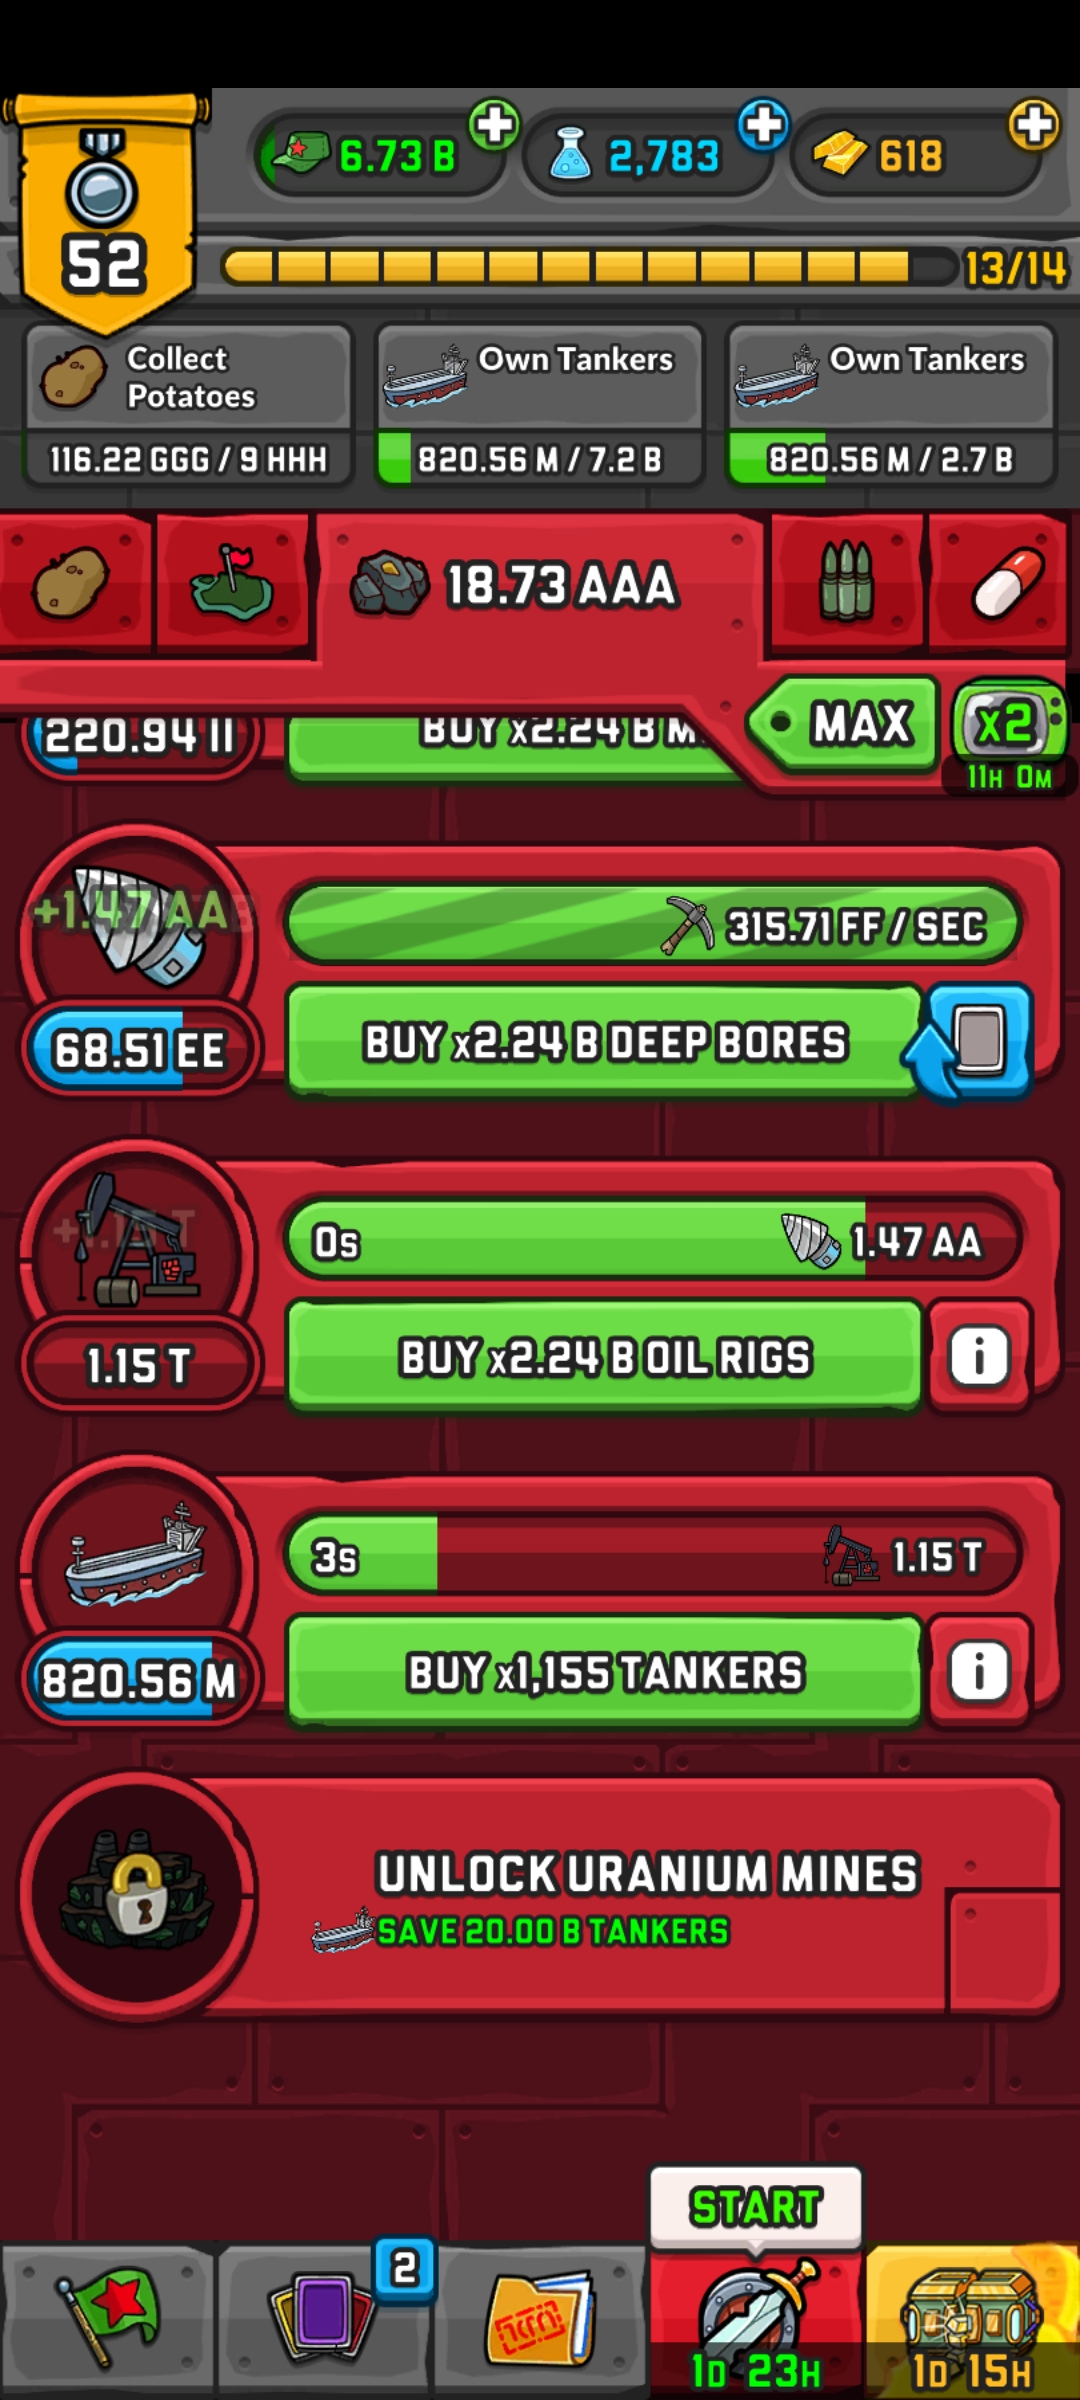 52
6.73 B
2,783
618
13/14
Collect
Potatoes
116.22 GGG / 9 HHH
Own Tankers
820.56 M / 7.2 B
Own Tankers
820.56 M / 2.7 B
18.73 AAA
MAX
x2
11H 0M
220.94 II
BUY x2.24 B M
+1.47 AA
315.71 FF / SEC
68.51 EE
BUY x2.24 B DEEP BORES
+1.15 T
0s
1.47 AA
1.15 T
BUY x2.24 B OIL RIGS
i
3s
1.15 T
820.56 M
BUY x1,155 TANKERS
i
UNLOCK URANIUM MINES
SAVE 20.00 B TANKERS
START
2
1D 23H
1D 15H